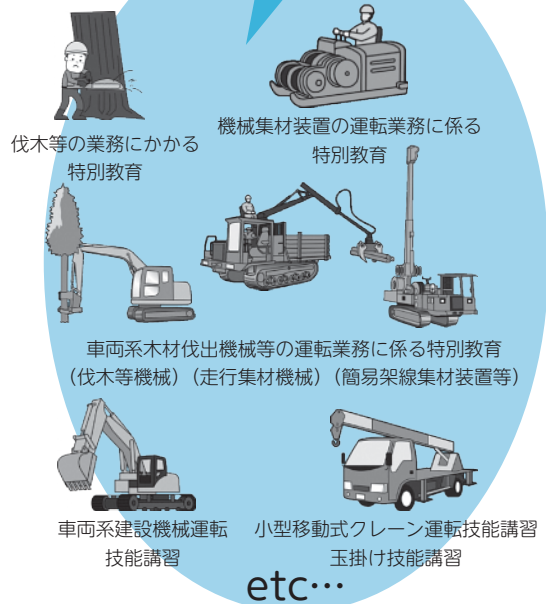 伐木等の業務にかかる
特別教育
機械集材装置の運転業務に係る
特別教育
車両系木材伐出機械等の運転業務に係る特別教育
（伐木等機械）（走行集材機械）（簡易架線集材装置等）
車両系建設機械運転
技能講習
小型移動式クレーン運転技能講習
玉掛け技能講習
etc…